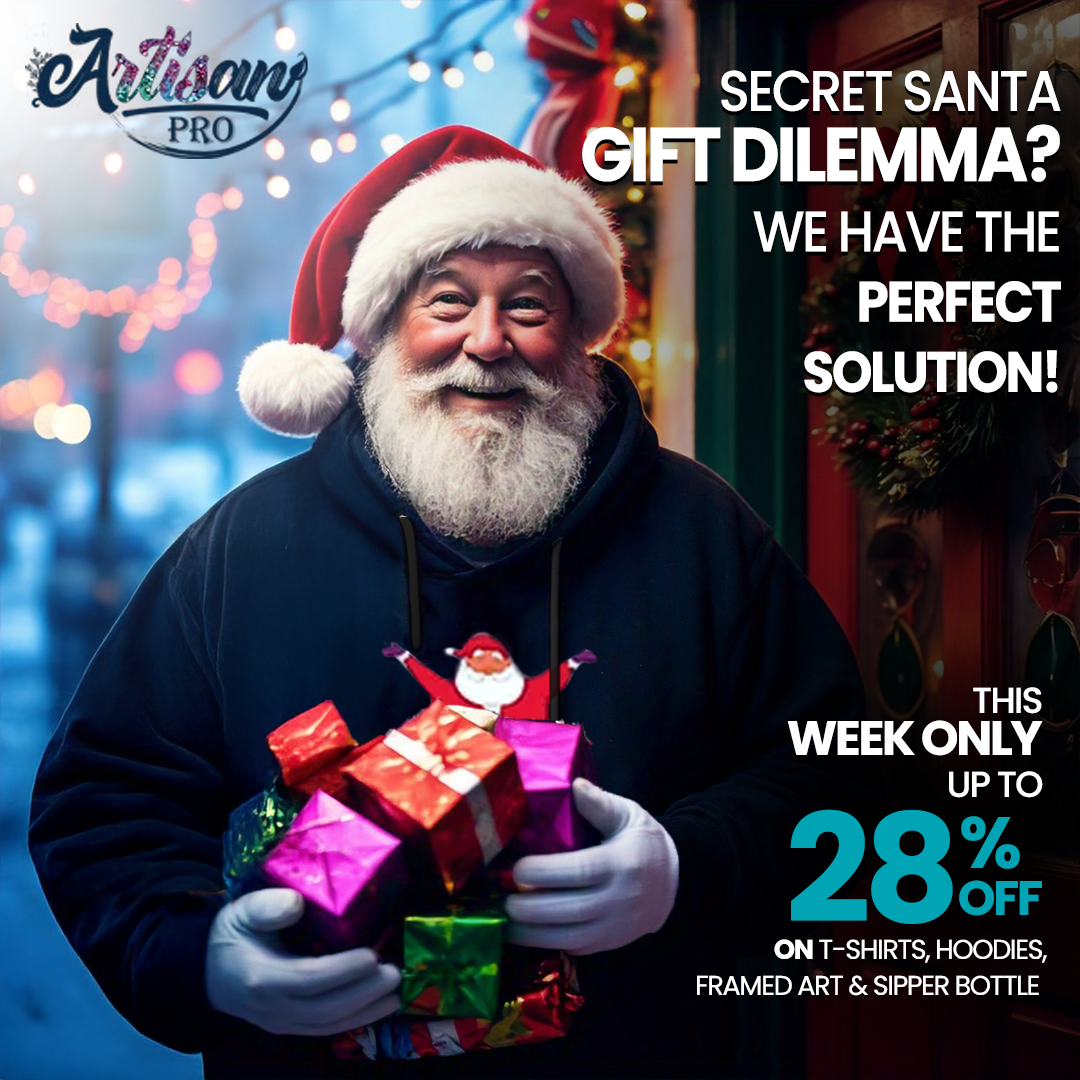 Artisan
PRO
SECRET SANTA
GIFT DILEMMA?
WE HAVE THE
PERFECT
SOLUTION!
THIS
WEEK ONLY
UP TO
28%
OFF
ON T-SHIRTS, HOODIES,
FRAMED ART & SIPPER BOTTLE